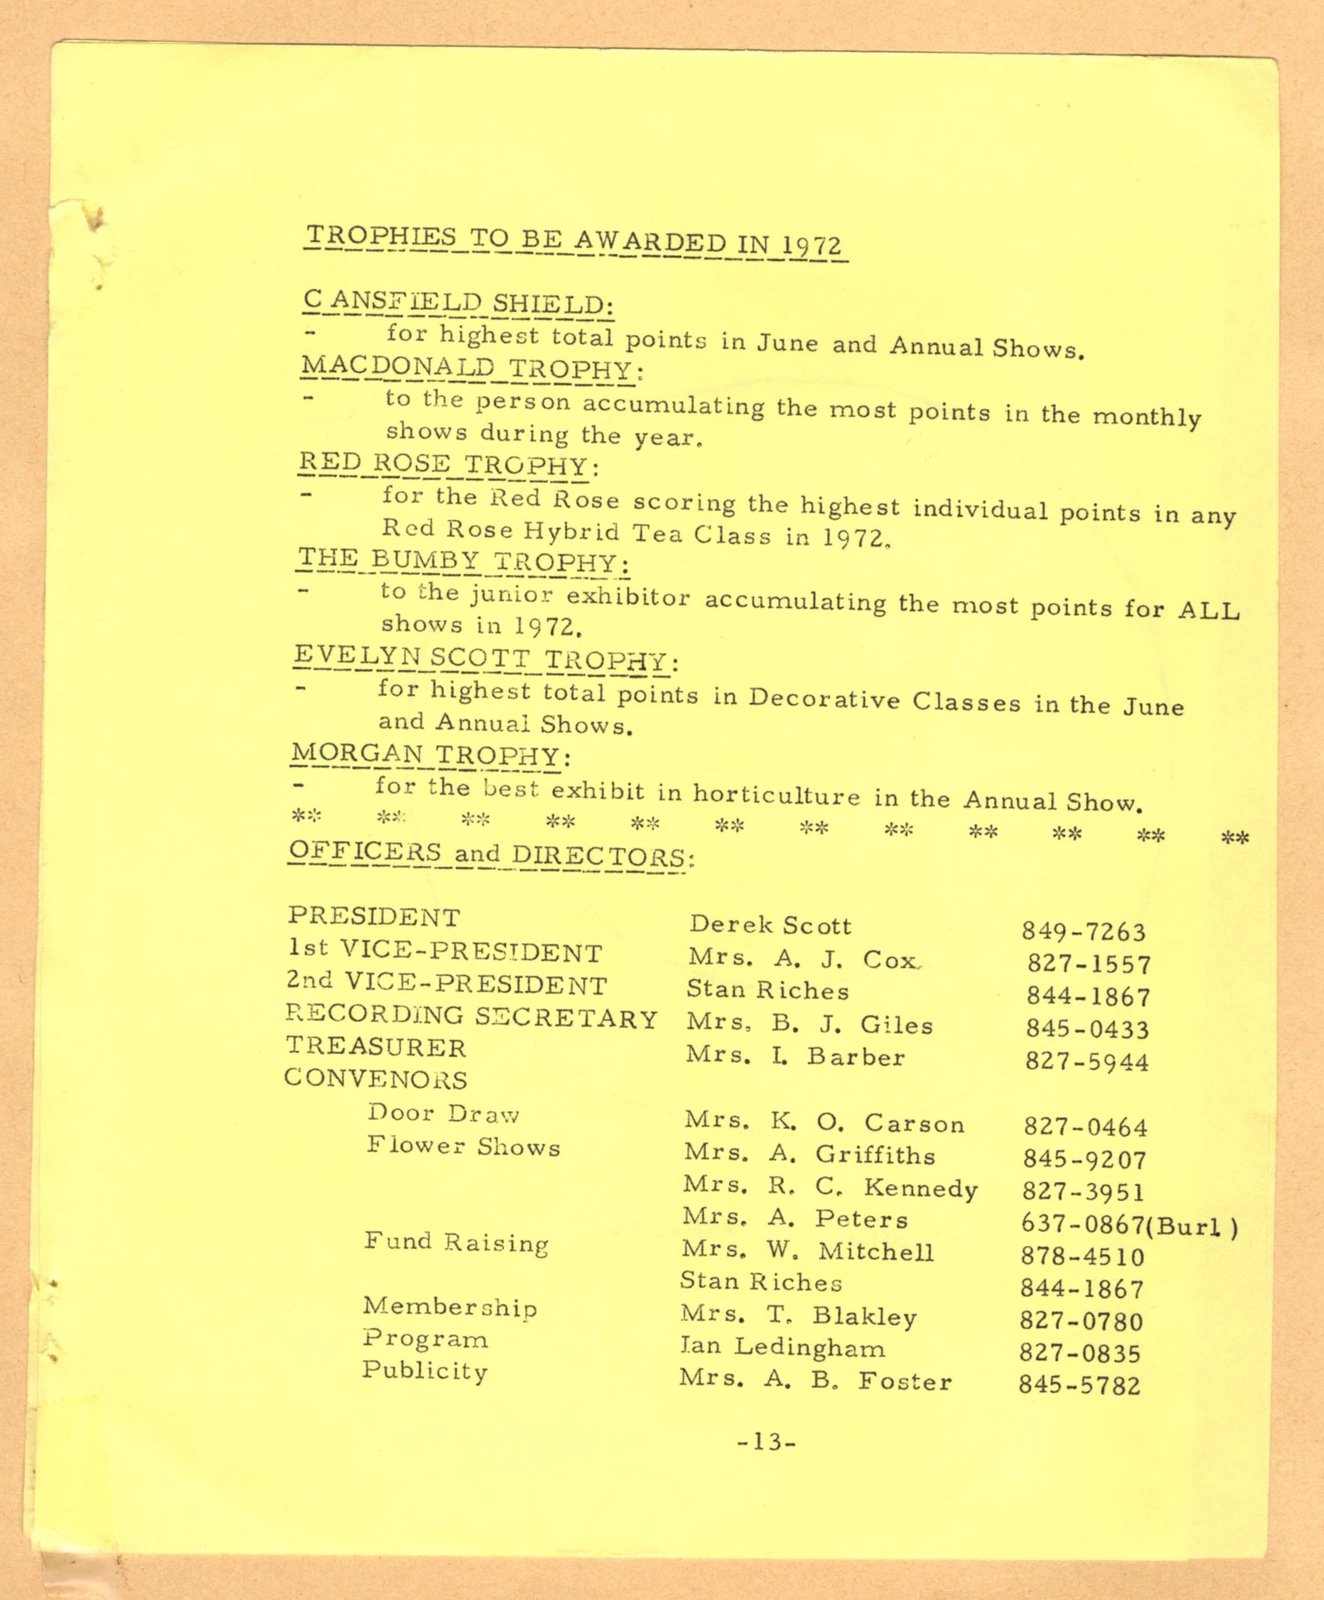 TROPHIES TO BE AWARDED IN 1972
CANSFIELD SHIELD:
- for highest total points in June and Annual Shows.
MACDONALD TROPHY:
- to the person accumulating the most points in the monthly
shows during the year.
RED ROSE TROPHY:
- for the Red Rose scoring the highest individual points in any
Red Rose Hybrid Tea Class in 1972.
THE BUMBY TROPHY:
- to the junior exhibitor accumulating the most points for ALL
shows in 1972.
EVELYN SCOTT TROPHY:
- for highest total points in Decorative Classes in the June
and Annual Shows.
MORGAN TROPHY:
- for the best exhibit in horticulture in the Annual Show.
** ** ** ** ** ** ** ** ** ** ** **
OFFICERS and DIRECTORS:
PRESIDENT Derek Scott 849-7263
1st VICE-PRESIDENT Mrs. A. J. Cox. 827-1557
2nd VICE-PRESIDENT Stan Riches 844-1867
RECORDING SECRETARY Mrs. B. J. Giles 845-0433
TREASURER Mrs. I. Barber 827-5944
CONVENORS
Door Draw Mrs. K. O. Carson 827-0464
Flower Shows Mrs. A. Griffiths 845-9207
Mrs. R. C. Kennedy 827-3951
Mrs. A. Peters 637-0867(Burl.)
Fund Raising Mrs. W. Mitchell 878-4510
Stan Riches 844-1867
Membership Mrs. T. Blakley 827-0780
Program Ian Ledingham 827-0835
Publicity Mrs. A. B. Foster 845-5782
-13-